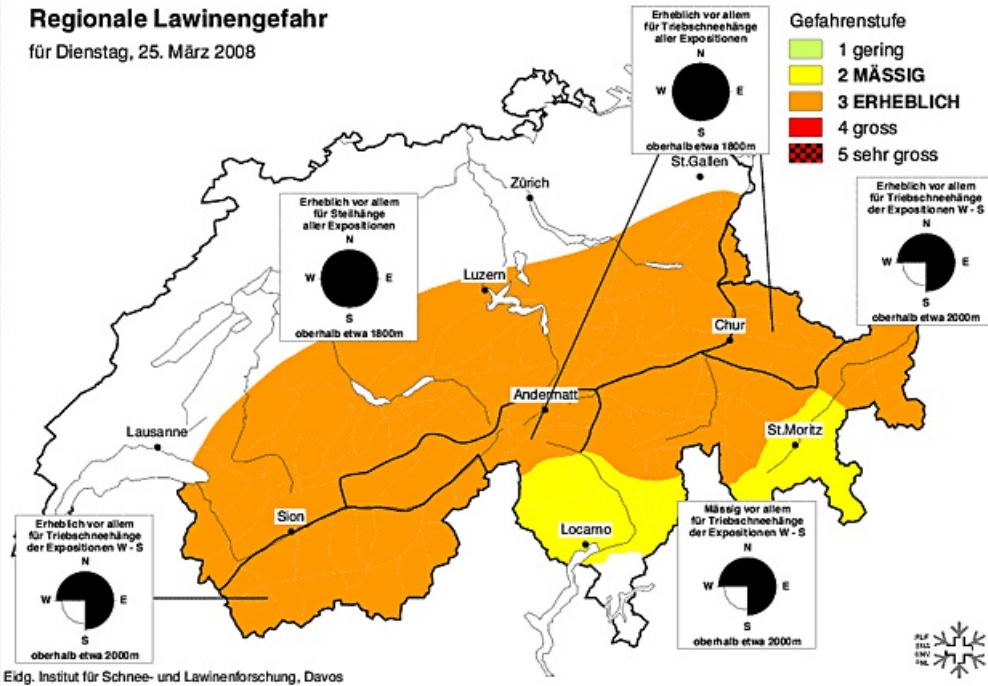 Regionale Lawinengefahr
für Dienstag, 25. März 2008
Erheblich vor allem
für Triebschneehänge
aller Expositionen
N
W E
S
oberhalb etwa 1800m
Gefahrenstufe
1 gering
2 MÄSSIG
3 ERHEBLICH
4 gross
5 sehr gross
St.Gallen
Zürich
Erheblich vor allem
für Steilhänge
aller Expositionen
N
W E
S
oberhalb etwa 1800m
Erheblich vor allem
für Triebschneehänge
der Expositionen W - S
N
W E
S
oberhalb etwa 2000m
Luzern
Chur
Andermatt
Lausanne
St.Moritz
Sion
Locarno
Erheblich vor allem
für Triebschneehänge
der Expositionen W - S
N
W E
S
oberhalb etwa 2000m
Mässig vor allem
für Triebschneehänge
der Expositionen W - S
N
W E
S
oberhalb etwa 2000m
Eidg. Institut für Schnee- und Lawinenforschung, Davos